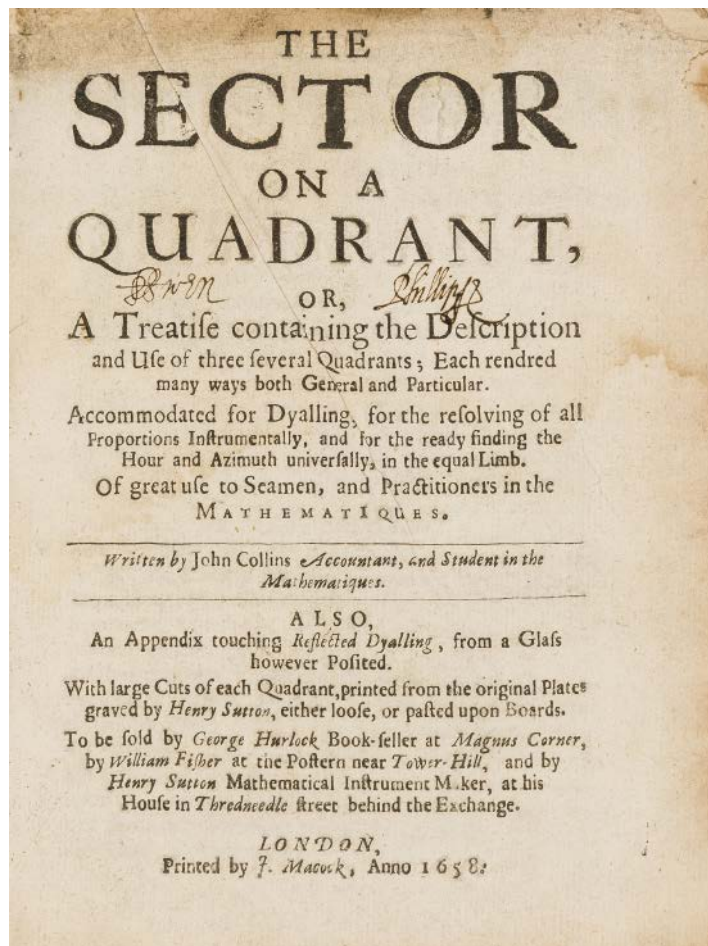 THE
SECTOR
ON A
QUADRANT,
OR,
A Treatiſe containing the Deſcription
and Uſe of three ſeveral Quadrants; Each rendred
many ways both General and Particular.
Accommodated for Dyalling, for the reſolving of all
Proportions Inſtrumentally, and for the ready finding the
Hour and Azimuth univerſally, in the equal Limb.
Of great uſe to Seamen, and Practitioners in the
MATHEMATIQUES.
Written by John Collins Accountant, and Student in the
Mathematiques.
ALSO,
An Appendix touching Reflected Dyalling, from a Glaſs
however Poſited.
With large Cuts of each Quadrant, printed from the original Plates
graved by Henry Sutton, either looſe, or paſted upon Boards.
To be ſold by George Hurlock Book-ſeller at Magnus Corner,
by William Fiſher at the Poſtern near Tower-Hill, and by
Henry Sutton Mathematical Inſtrument Maker, at his
Houſe in Thredneedle ſtreet behind the Exchange.
LONDON,
Printed by J. Macock, Anno 1658.